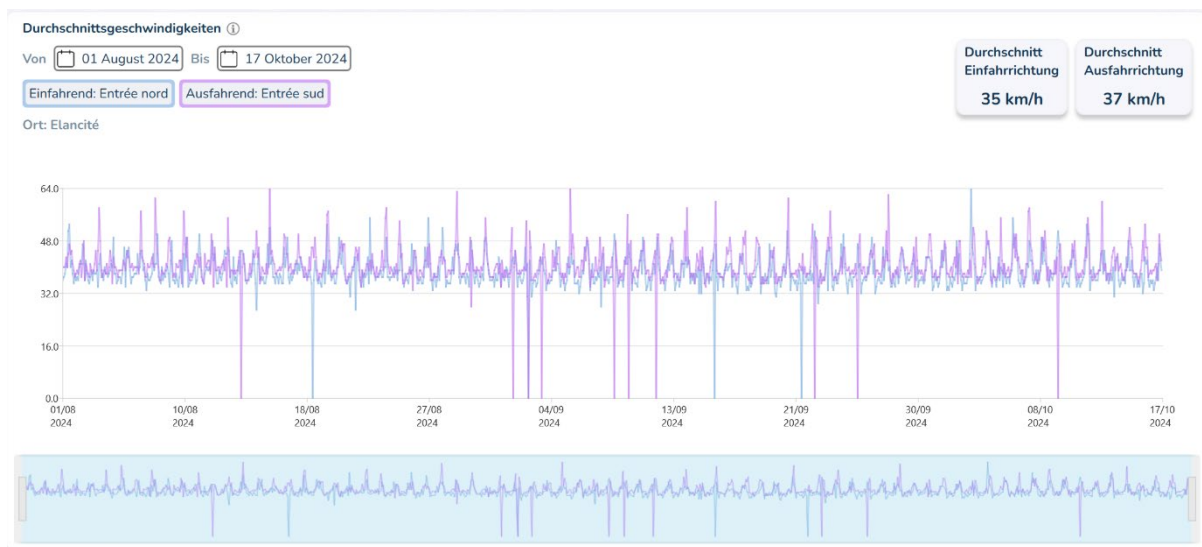 Durchschnittsgeschwindigkeiten ⓘ
Von 01 August 2024 Bis 17 Oktober 2024
Einfahrend: Entrée nord Ausfahrend: Entrée sud
Ort: Elancité
Durchschnitt Einfahrrichtung
35 km/h
Durchschnitt Ausfahrrichtung
37 km/h
64.0
48.0
32.0
16.0
0.0
01/08 10/08 18/08 27/08 04/09 13/09 21/09 30/09 08/10 17/10
2024 2024 2024 2024 2024 2024 2024 2024 2024 2024